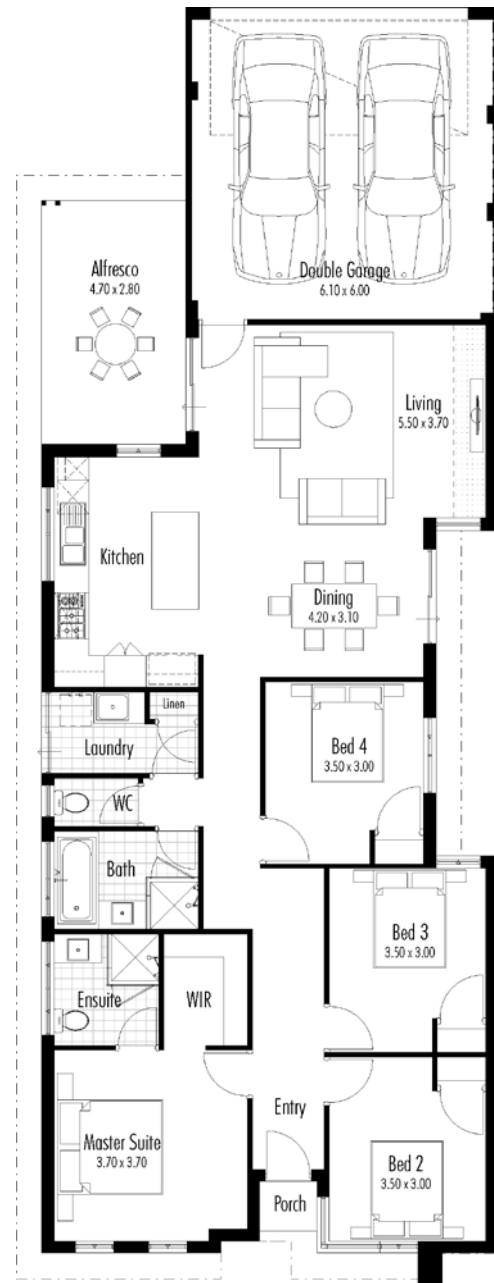 Alfresco
4.70 x 2.80
Double Garage
6.10 x 6.00
Living
5.50 x 3.70
Kitchen
Dining
4.20 x 3.10
Linen
Laundry
Bed 4
3.50 x 3.00
WC
Bath
Bed 3
3.50 x 3.00
Ensuite
WIR
Entry
Master Suite
3.70 x 3.70
Bed 2
3.50 x 3.00
Porch